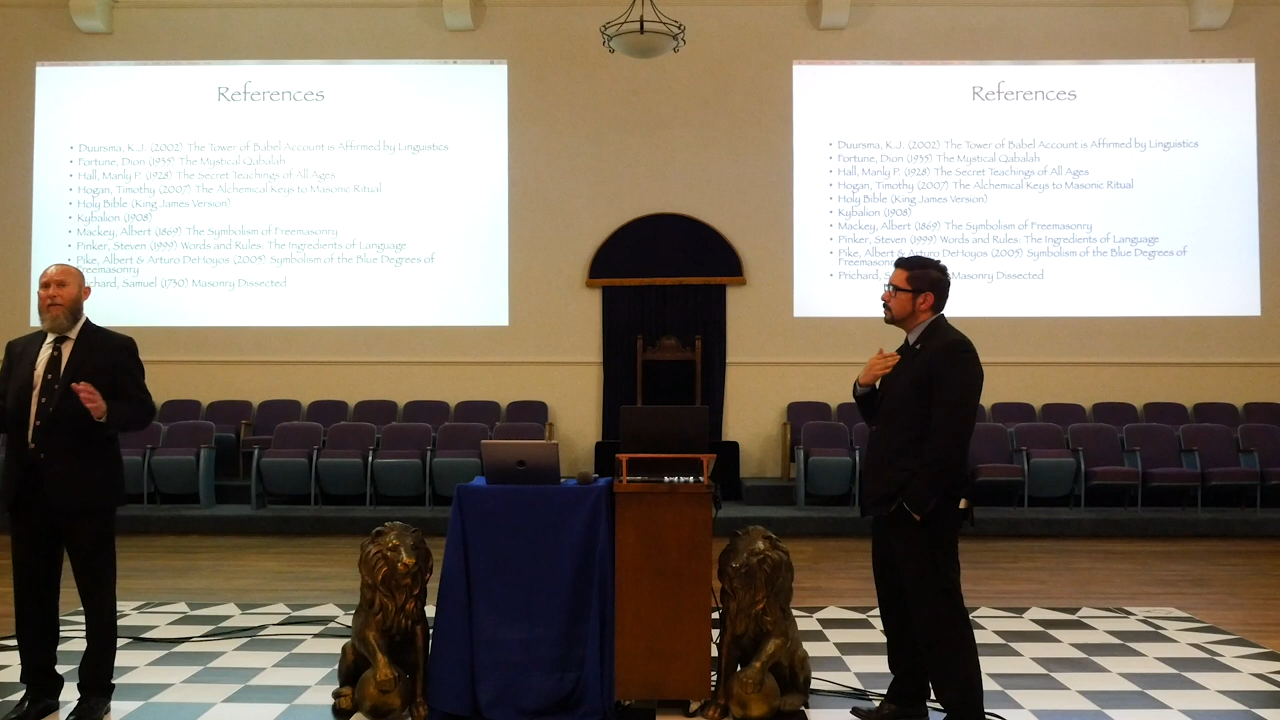 References
• Duursma, K.J. (2002) The Tower of Babel Account is Affirmed by Linguistics
• Fortune, Dion (1935) The Mystical Qabalah
• Hall, Manly P. (1928) The Secret Teachings of All Ages
• Hogan, Timothy (2007) The Alchemical Keys to Masonic Ritual
• Holy Bible (King James Version)
• Kybalion (1908)
• Mackey, Albert (1869) The Symbolism of Freemasonry
• Pinker, Steven (1999) Words and Rules: The Ingredients of Language
• Pike, Albert & Arturo DeHoyos (2005) Symbolism of the Blue Degrees of
reemasonry
ichard, Samuel (1730) Masonry Dissected
References
• Duursma, K.J. (2002) The Tower of Babel Account is Affirmed by Linguistics
• Fortune, Dion (1935) The Mystical Qabalah
• Hall, Manly P. (1928) The Secret Teachings of All Ages
• Hogan, Timothy (2007) The Alchemical Keys to Masonic Ritual
• Holy Bible (King James Version)
• Kybalion (1908)
• Mackey, Albert (1869) The Symbolism of Freemasonry
• Pinker, Steven (1999) Words and Rules: The Ingredients of Language
• Pike, Albert & Arturo DeHoyos (2005) Symbolism of the Blue Degrees of
Freemason
• Prichard, S Masonry Dissected